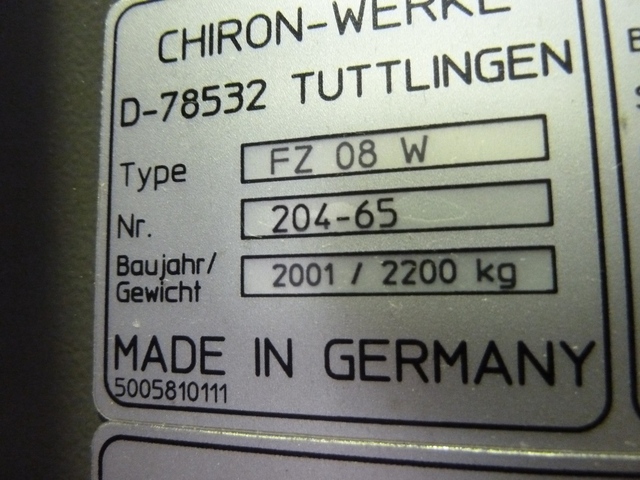 CHIRON-WERKE
D-78532 TUTTLINGEN
Type FZ 08 W
Nr. 204-65
Baujahr/
Gewicht 2001 / 2200 kg
MADE IN GERMANY
5005810111